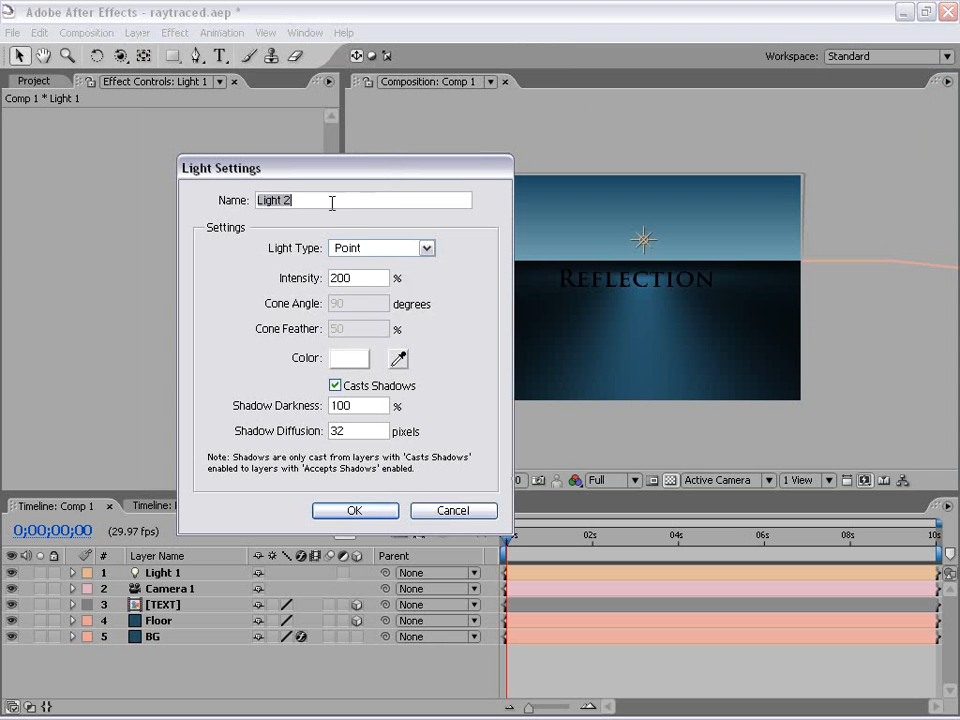 Adobe After Effects - raytraced.aep *
File Edit Composition Layer Effect Animation View Window Help
Workspace: Standard
Project Effect Controls: Light 1 Composition: Comp 1
Comp 1 * Light 1
Light Settings
Name: Light 2
Settings
Light Type: Point
Intensity: 200 %
Cone Angle: 90 degrees
Cone Feather: 50 %
Color:
Casts Shadows
Shadow Darkness: 100 %
Shadow Diffusion: 32 pixels
Note: Shadows are only cast from layers with 'Casts Shadows'
enabled to layers with 'Accepts Shadows' enabled.
OK Cancel
REFLECTION
Full Active Camera 1 View
Timeline: Comp 1 Timeline:
0;00;00;00 (29.97 fps)
02s 04s 06s 08s 10s
# Layer Name Parent
1 Light 1 None
2 Camera 1 None
3 [TEXT] None
4 Floor None
5 BG None